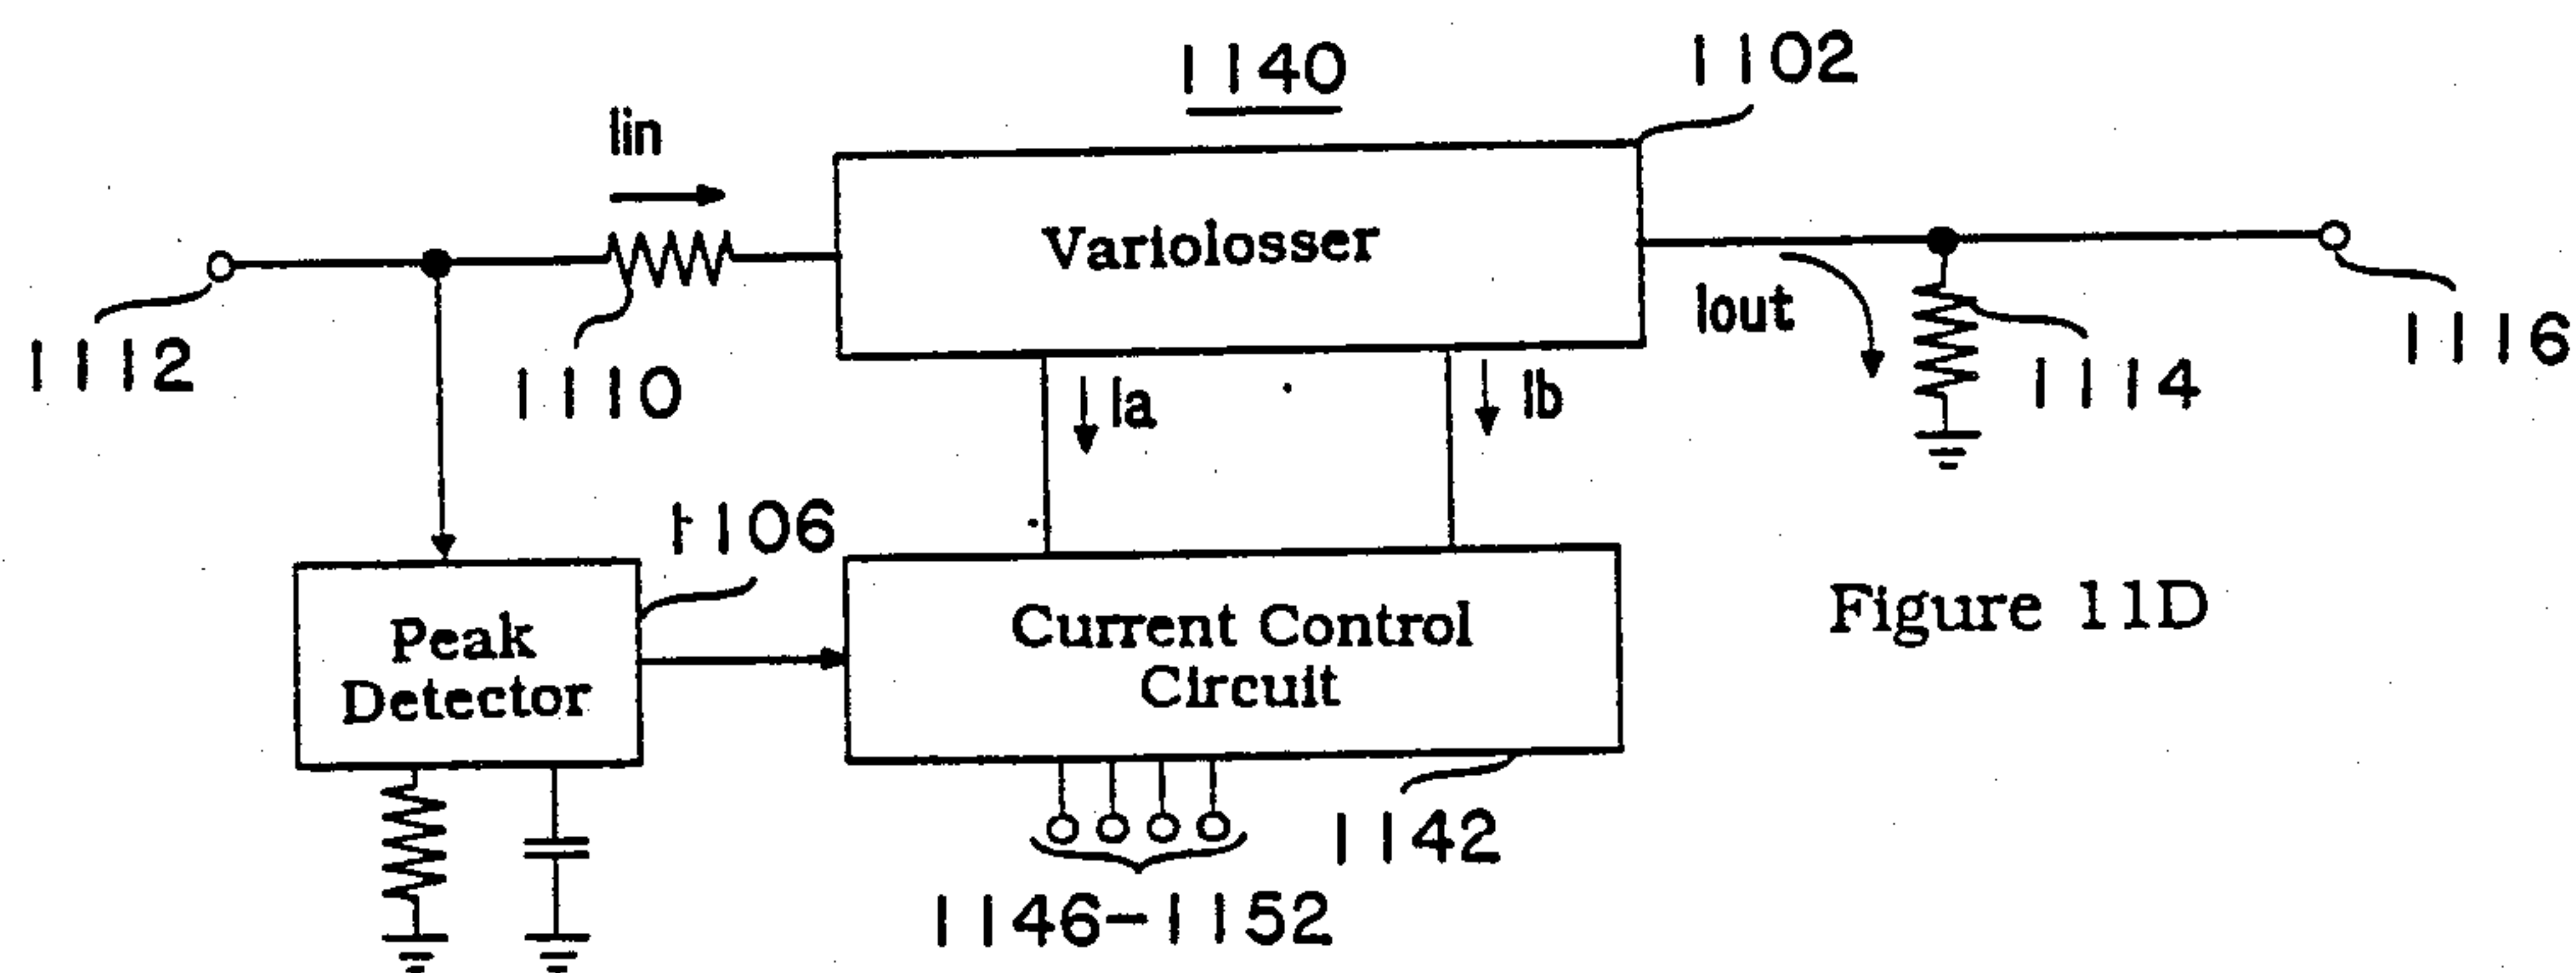 1140
1102
Iin
Variolosser
Iout
1112
1110
Ia
Ib
1114
1116
1106
Peak
Detector
Current Control
Circuit
Figure 11D
1142
1146-1152